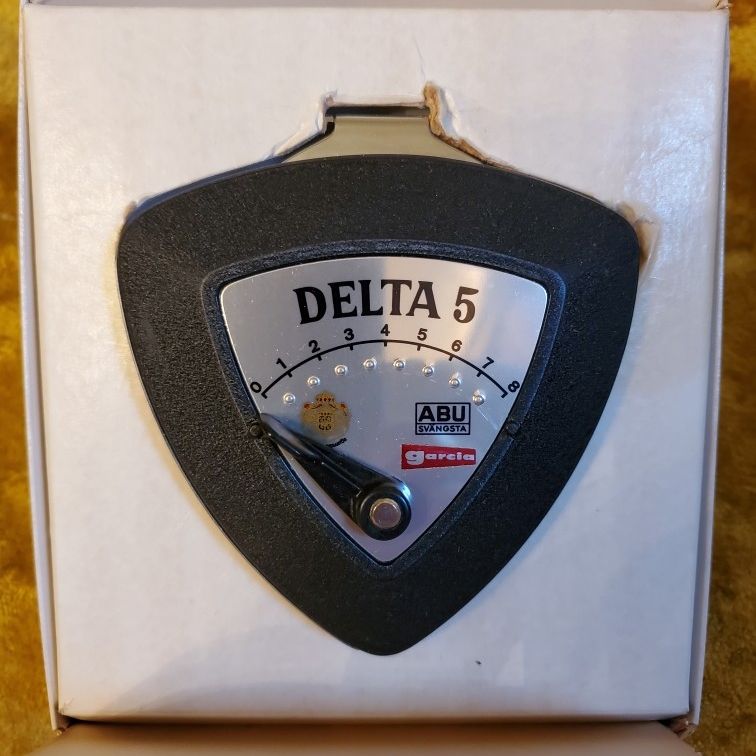 DELTA 5
0 1 2 3 4 5 6 7 8
ABU
SVÄNGSTA
garcia